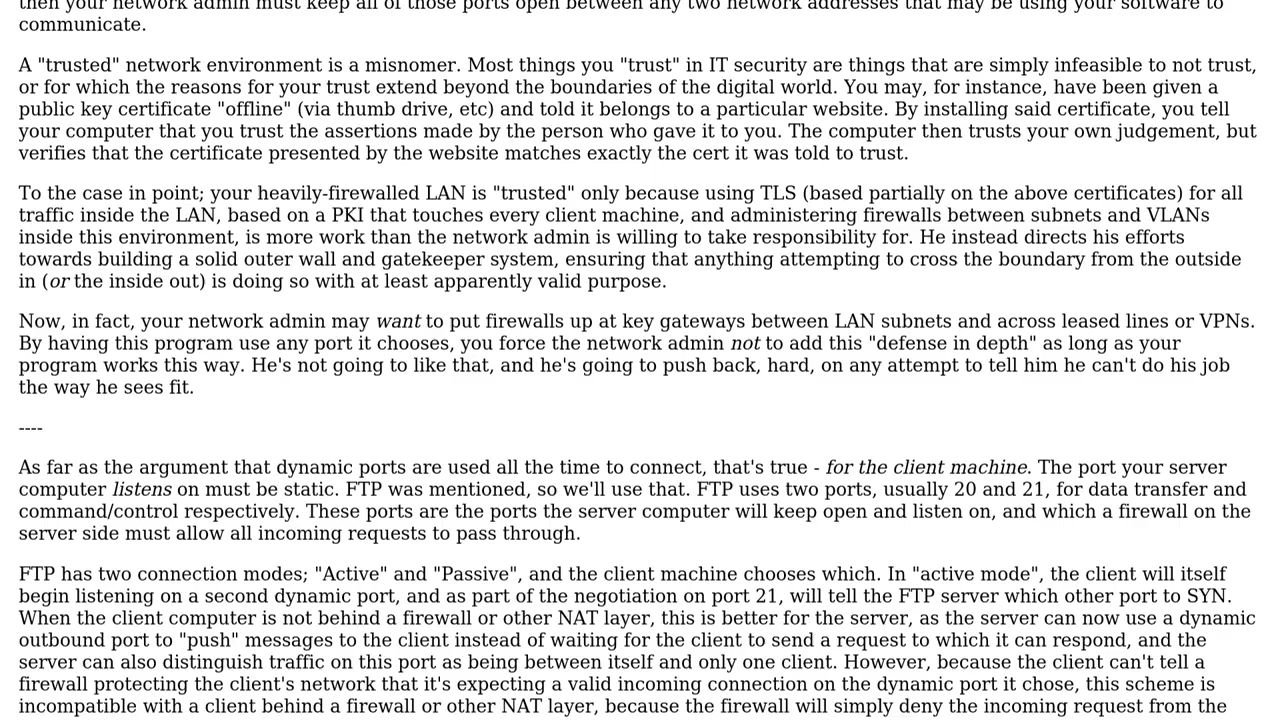 then your network admin must keep all of those ports open between any two network addresses that may be using your software to
communicate.
A "trusted" network environment is a misnomer. Most things you "trust" in IT security are things that are simply infeasible to not trust,
or for which the reasons for your trust extend beyond the boundaries of the digital world. You may, for instance, have been given a
public key certificate "offline" (via thumb drive, etc) and told it belongs to a particular website. By installing said certificate, you tell
your computer that you trust the assertions made by the person who gave it to you. The computer then trusts your own judgement, but
verifies that the certificate presented by the website matches exactly the cert it was told to trust.
To the case in point; your heavily-firewalled LAN is "trusted" only because using TLS (based partially on the above certificates) for all
traffic inside the LAN, based on a PKI that touches every client machine, and administering firewalls between subnets and VLANs
inside this environment, is more work than the network admin is willing to take responsibility for. He instead directs his efforts
towards building a solid outer wall and gatekeeper system, ensuring that anything attempting to cross the boundary from the outside
in (or the inside out) is doing so with at least apparently valid purpose.
Now, in fact, your network admin may want to put firewalls up at key gateways between LAN subnets and across leased lines or VPNs.
By having this program use any port it chooses, you force the network admin not to add this "defense in depth" as long as your
program works this way. He's not going to like that, and he's going to push back, hard, on any attempt to tell him he can't do his job
the way he sees fit.
----
As far as the argument that dynamic ports are used all the time to connect, that's true - for the client machine. The port your server
computer listens on must be static. FTP was mentioned, so we'll use that. FTP uses two ports, usually 20 and 21, for data transfer and
command/control respectively. These ports are the ports the server computer will keep open and listen on, and which a firewall on the
server side must allow all incoming requests to pass through.
FTP has two connection modes; "Active" and "Passive", and the client machine chooses which. In "active mode", the client will itself
begin listening on a second dynamic port, and as part of the negotiation on port 21, will tell the FTP server which other port to SYN.
When the client computer is not behind a firewall or other NAT layer, this is better for the server, as the server can now use a dynamic
outbound port to "push" messages to the client instead of waiting for the client to send a request to which it can respond, and the
server can also distinguish traffic on this port as being between itself and only one client. However, because the client can't tell a
firewall protecting the client's network that it's expecting a valid incoming connection on the dynamic port it chose, this scheme is
incompatible with a client behind a firewall or other NAT layer, because the firewall will simply deny the incoming request from the